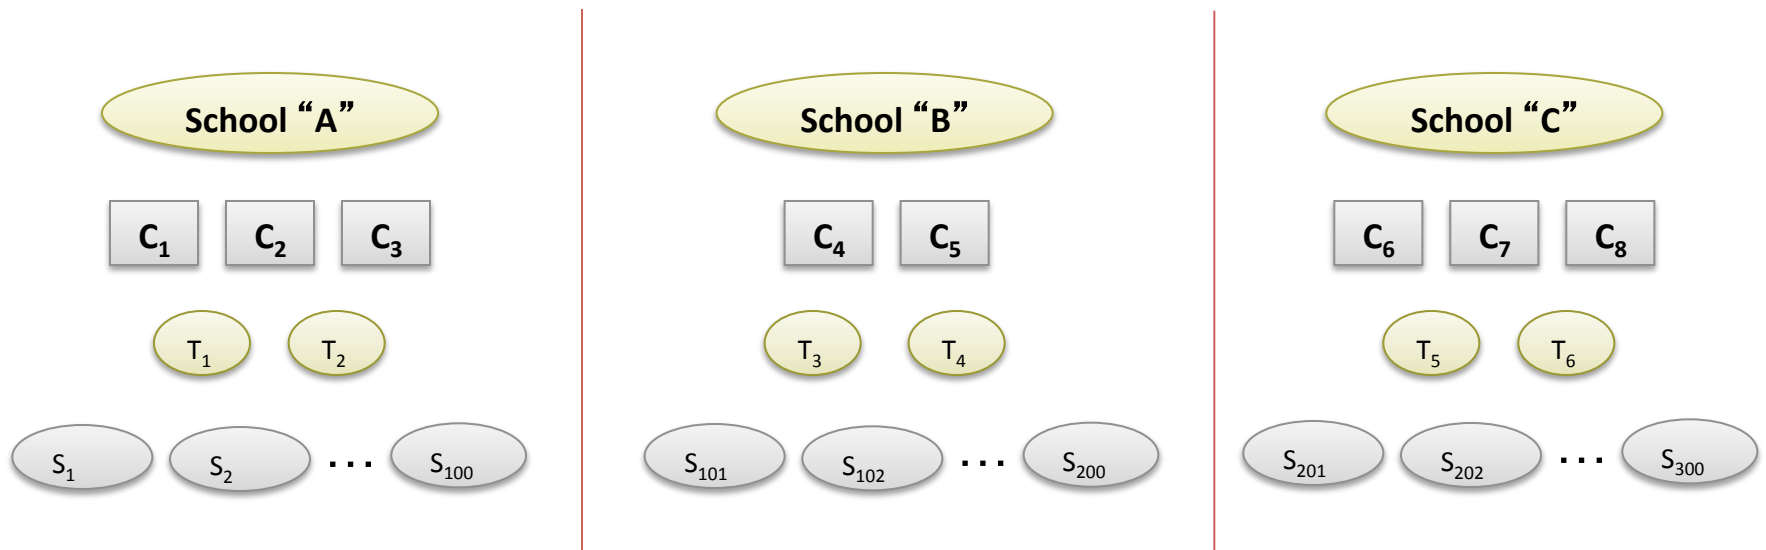 School “A”
School “B”
School “C”
C1 C2 C3
C4 C5
C6 C7 C8
T1 T2
T3 T4
T5 T6
S1 S2 ... S100
S101 S102 ... S200
S201 S202 ... S300